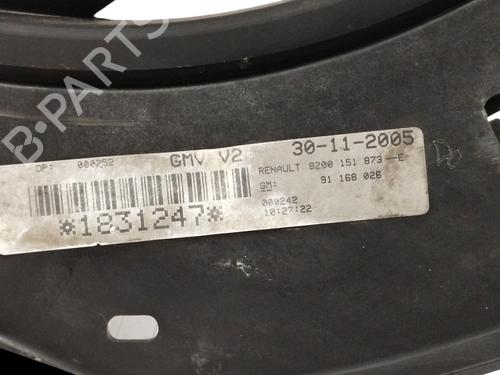 B-PARTS
OP: 000252 GMV V2 30-11-2005
RENAULT 8200 151 873--E
GM: 91 168 026
000242
10:27:22
*1831247*